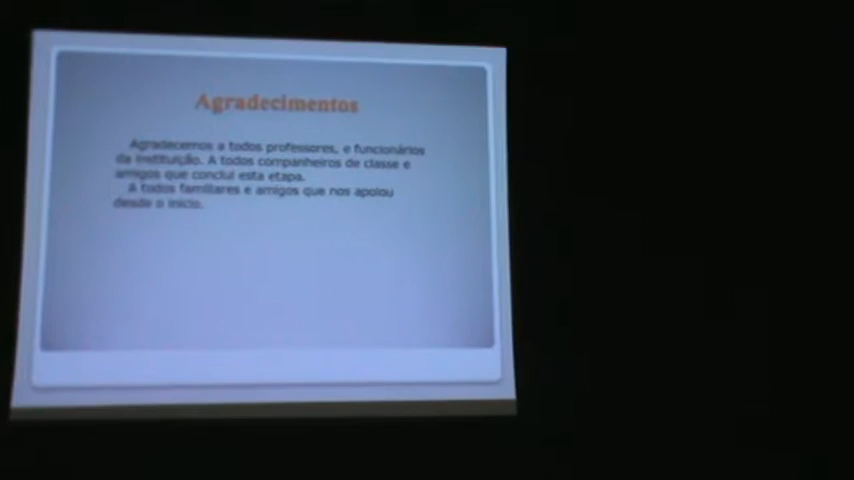 Agradecimentos
Agradecemos a todos professores, e funcionários
da instituição. A todos companheiros de classe e
amigos que conclui esta etapa.
A todos familiares e amigos que nos apoiou
desde o inicio.